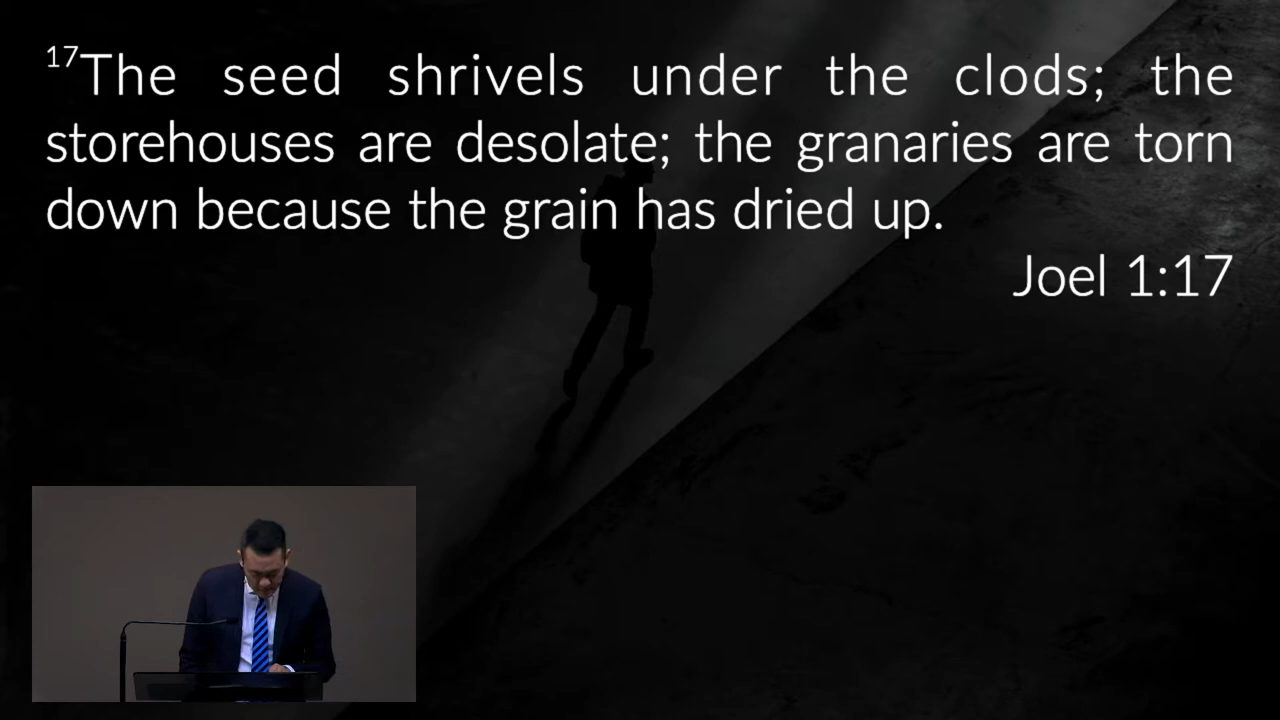 17The seed shrivels under the clods; the
storehouses are desolate; the granaries are torn
down because the grain has dried up.
Joel 1:17